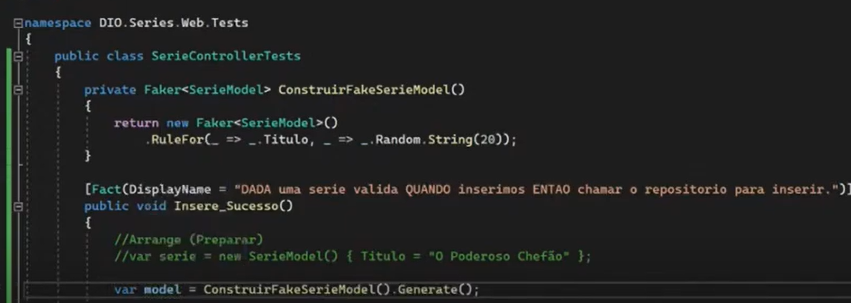 namespace DIO.Series.Web.Tests
{
public class SerieControllerTests
{
private Faker<SerieModel> ConstruirFakeSerieModel()
{
return new Faker<SerieModel>()
.RuleFor(_ => _.Titulo, _ => _.Random.String(20));
}
[Fact(DisplayName = "DADA uma serie valida QUANDO inserimos ENTAO chamar o repositorio para inserir.")]
public void Insere_Sucesso()
{
//Arrange (Preparar)
//var serie = new SerieModel() { Titulo = "O Poderoso Chefão" };
var model = ConstruirFakeSerieModel().Generate();